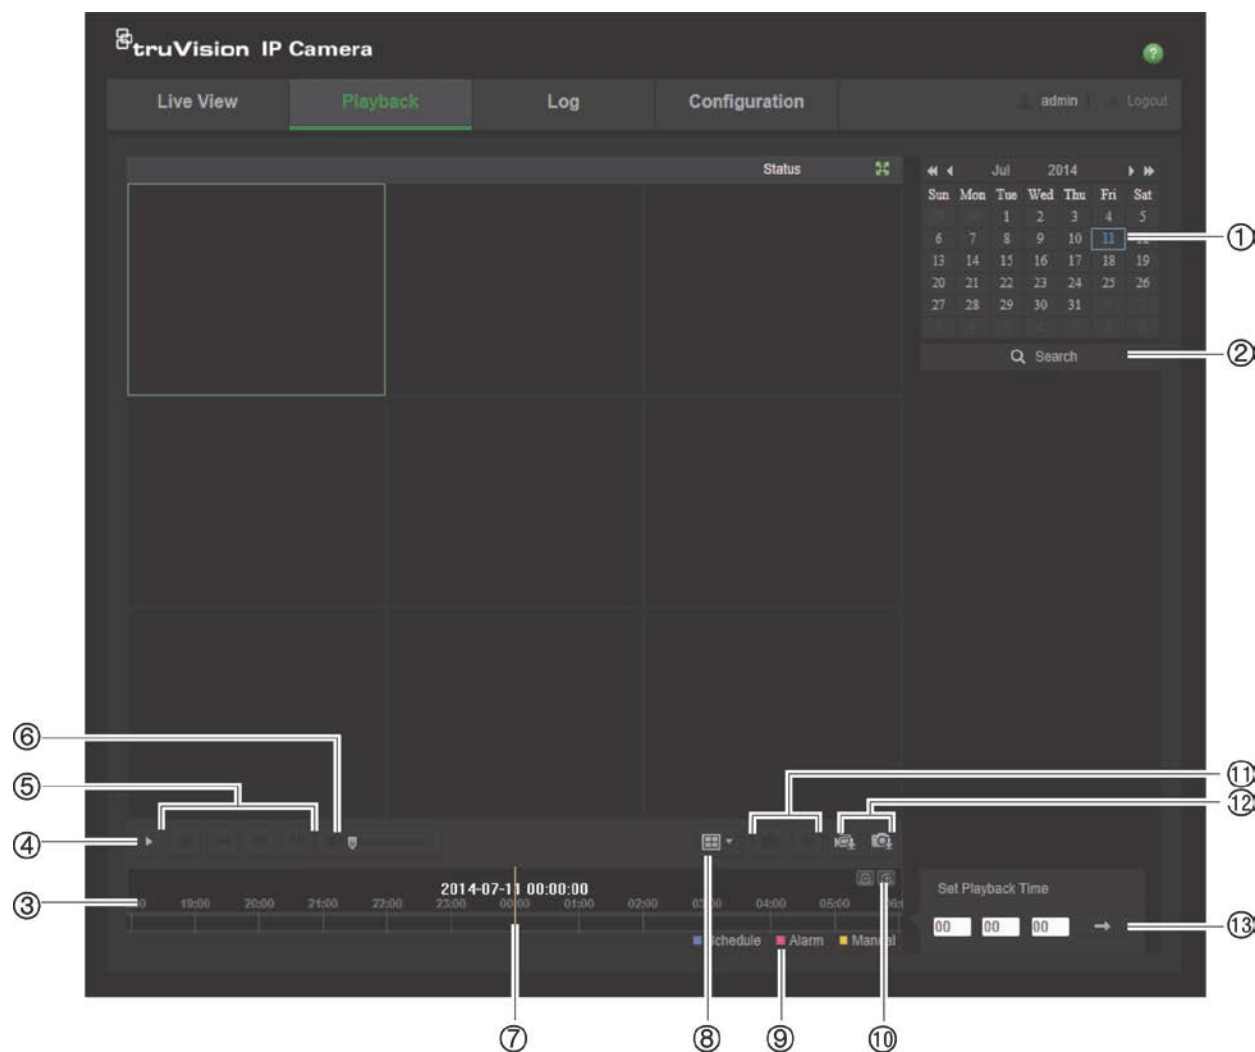 truVision IP Camera
?
Live View Playback Log Configuration admin Logout
Status
Jul 2014
Sun Mon Tue Wed Thu Fri Sat
1 2 3 4 5
6 7 8 9 10 11
①
13 14 15 16 17 18 19
20 21 22 23 24 25 26
27 28 29 30 31
Search
②
⑥
⑤
④
⑪
⑫
2014-07-11 00:00:00
③
19:00 20:00 21:00 22:00 23:00 00:00 01:00 02:00 03:00 04:00 05:00
Schedule Alarm Manual
Set Playback Time
00 00 00
⑬
⑦ ⑧ ⑨ ⑩